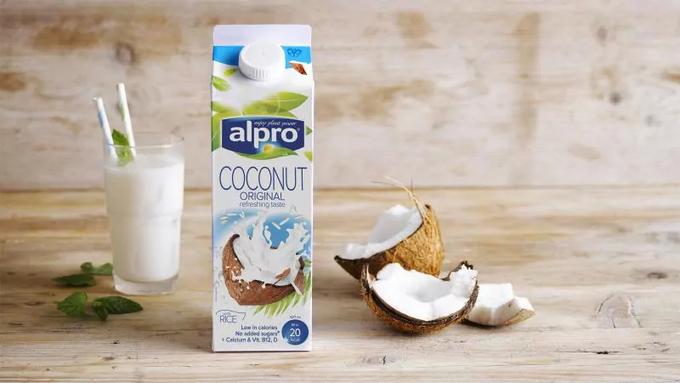 enjoy plant power
alpro
COCONUT
ORIGINAL
refreshing taste
RICE
Low in calories
No added sugars*
+ Calcium & Vit. B12, D
20